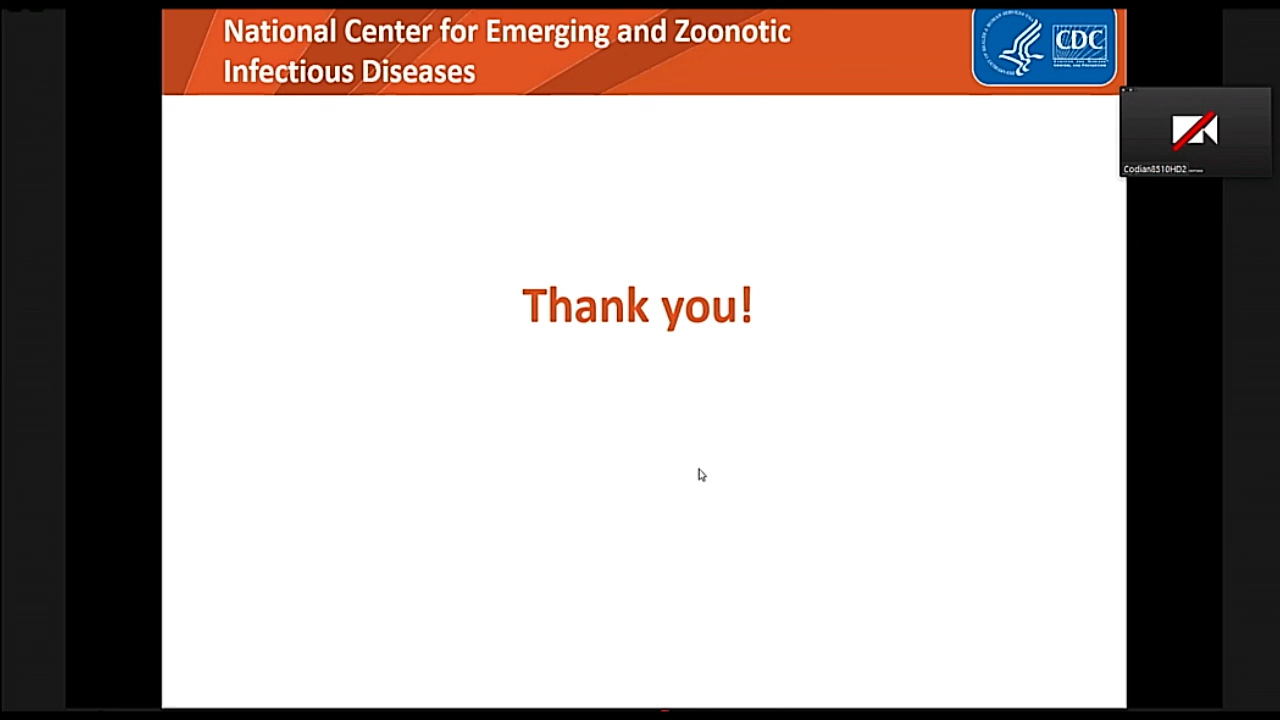 National Center for Emerging and Zoonotic
Infectious Diseases
CDC
Thank you!
Codian8510HD2